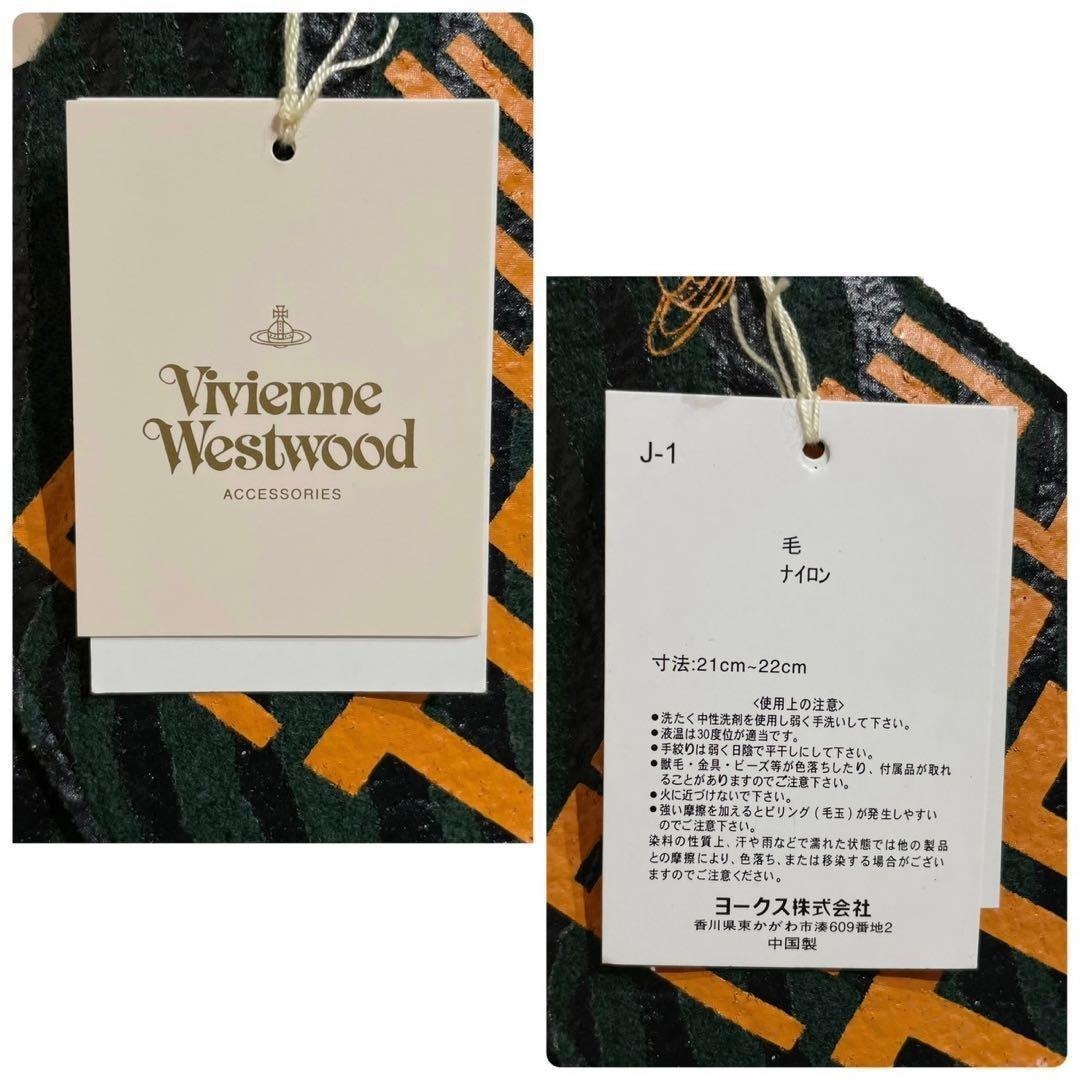 Vivienne
Westwood
ACCESSORIES
J-1
毛
ナイロン
寸法:21cm~22cm
〈使用上の注意〉
●洗たく中性洗剤を使用し弱く手洗いして下さい。
●液温は30度位が適当です。
●手絞りは弱く日陰で平干しにして下さい。
●獣毛・金具・ビーズ等が色落ちしたり、付属品が取れ
ることがありますのでご注意下さい。
●火に近づけないで下さい。
●強い摩擦を加えるとピリング(毛玉)が発生しやすい
のでご注意下さい。
染料の性質上、汗や雨などで濡れた状態では他の製品
との摩擦により、色落ち、または移染する場合がござい
ますのでご注意ください。
ヨークス株式会社
香川県東かがわ市湊609番地2
中国製